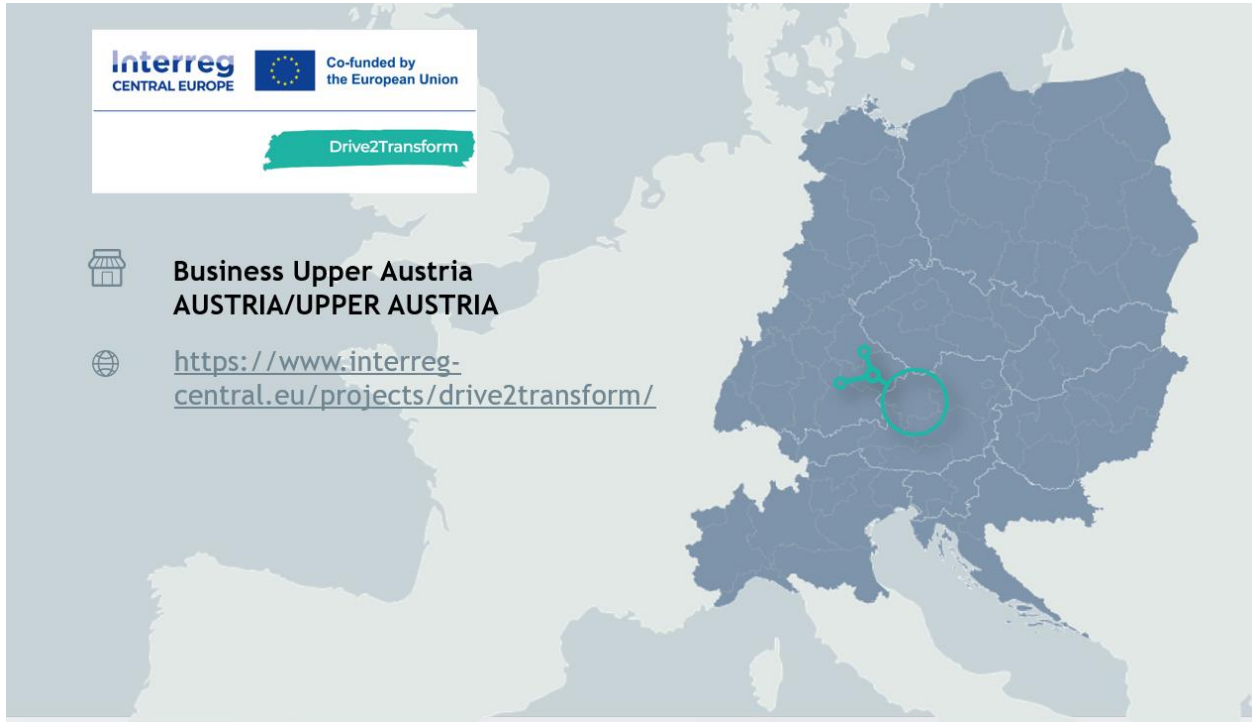 Interreg
CENTRAL EUROPE
Co-funded by
the European Union
Drive2Transform
Business Upper Austria
AUSTRIA/UPPER AUSTRIA
https://www.interreg-
central.eu/projects/drive2transform/